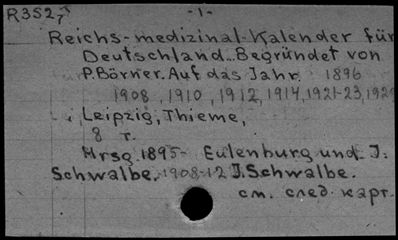 R352,⁵ -1-
Reichs-medizinal-Kalender für
Deutschland...Begründet von
P.Börner. Auf das Jahr. 1896
1908, 1910, 1912, 1914, 1921-23,
Leipzig, Thieme,
8 т.
Hrsg. 1895- Eulenburg und J.
Schwalbe. 1908-12 J. Schwalbe.
см. след. карт.